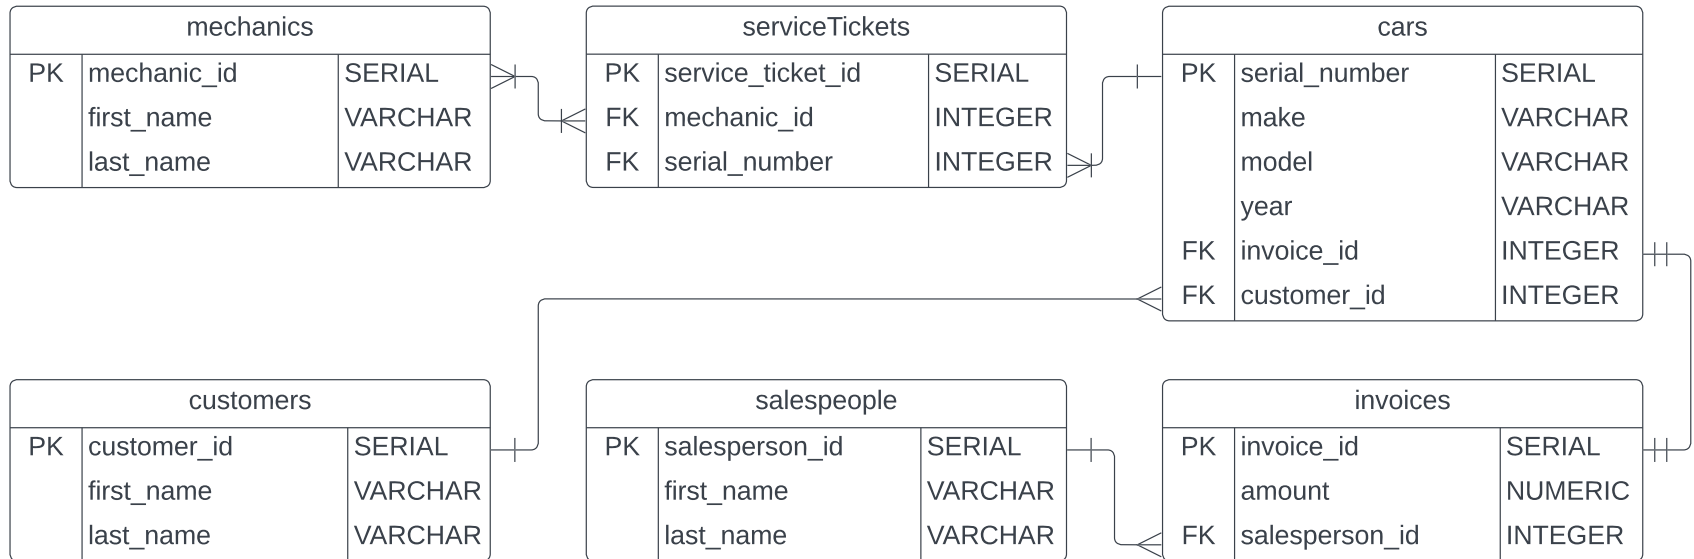 mechanics
PK mechanic_id SERIAL
first_name VARCHAR
last_name VARCHAR
serviceTickets
PK service_ticket_id SERIAL
FK mechanic_id INTEGER
FK serial_number INTEGER
cars
PK serial_number SERIAL
make VARCHAR
model VARCHAR
year VARCHAR
FK invoice_id INTEGER
FK customer_id INTEGER
customers
PK customer_id SERIAL
first_name VARCHAR
last_name VARCHAR
salespeople
PK salesperson_id SERIAL
first_name VARCHAR
last_name VARCHAR
invoices
PK invoice_id SERIAL
amount NUMERIC
FK salesperson_id INTEGER